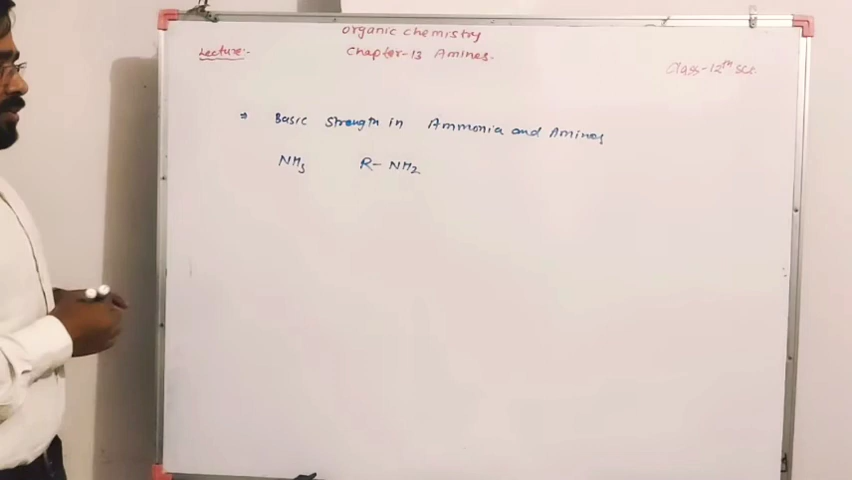 Organic chemistry
Lecture:- Chapter-13 Amines.
Class-12th sci.
⇒ Basic Strength in Ammonia and Amines
NH3 R- NH2